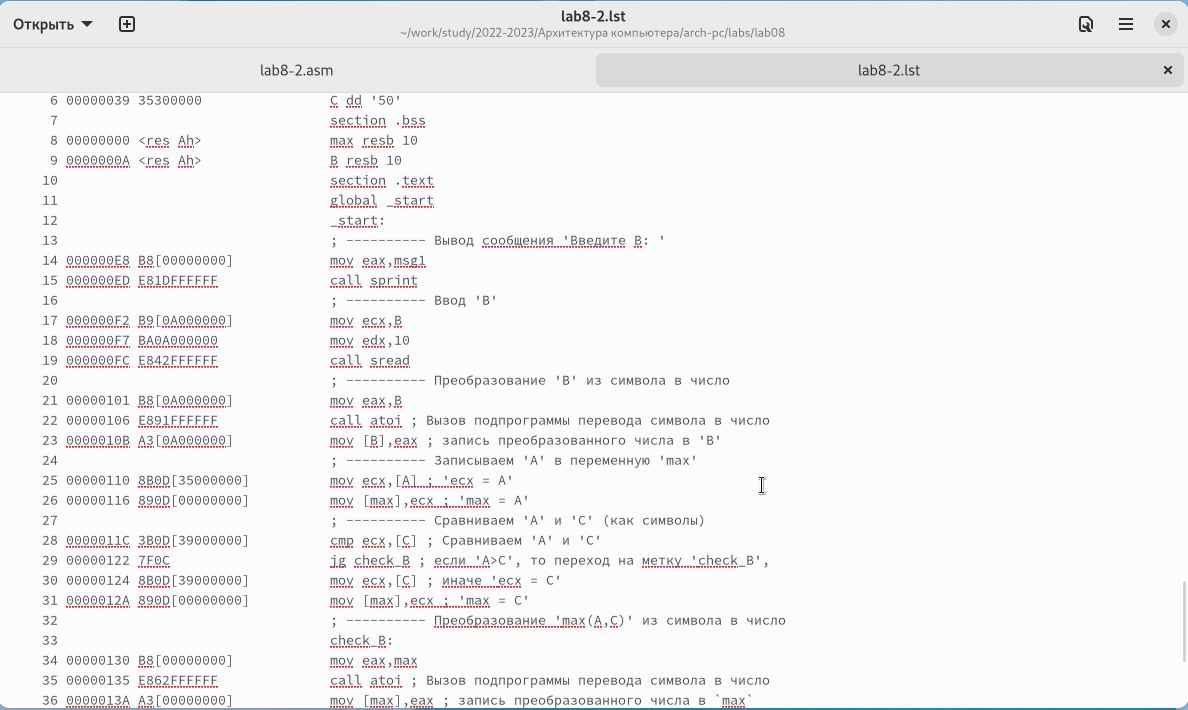 Открыть
lab8-2.lst
~/work/study/2022-2023/Архитектура компьютера/arch-pc/labs/lab08
lab8-2.asm
lab8-2.lst
6 00000039 35300000 C dd '50'
7 section .bss
8 00000000 <res Ah> max resb 10
9 0000000A <res Ah> B resb 10
10 section .text
11 global _start
12 _start:
13 ; ---------- Вывод сообщения 'Введите B: '
14 000000E8 B8[00000000] mov eax,msg1
15 000000ED E81DFFFFFF call sprint
16 ; ---------- Ввод 'B'
17 000000F2 B9[0A000000] mov ecx,B
18 000000F7 BA0A000000 mov edx,10
19 000000FC E842FFFFFF call sread
20 ; ---------- Преобразование 'B' из символа в число
21 00000101 B8[0A000000] mov eax,B
22 00000106 E891FFFFFF call atoi ; Вызов подпрограммы перевода символа в число
23 0000010B A3[0A000000] mov [B],eax ; запись преобразованного числа в 'B'
24 ; ---------- Записываем 'A' в переменную 'max'
25 00000110 8B0D[35000000] mov ecx,[A] ; 'ecx = A'
26 00000116 890D[00000000] mov [max],ecx ; 'max = A'
27 ; ---------- Сравниваем 'A' и 'С' (как символы)
28 0000011C 3B0D[39000000] cmp ecx,[C] ; Сравниваем 'A' и 'С'
29 00000122 7F0C jg check_B ; если 'A>C', то переход на метку 'check_B',
30 00000124 8B0D[39000000] mov ecx,[C] ; иначе 'ecx = C'
31 0000012A 890D[00000000] mov [max],ecx ; 'max = C'
32 ; ---------- Преобразование 'max(A,C)' из символа в число
33 check_B:
34 00000130 B8[00000000] mov eax,max
35 00000135 E862FFFFFF call atoi ; Вызов подпрограммы перевода символа в число
36 0000013A A3[00000000] mov [max],eax ; запись преобразованного числа в `max`